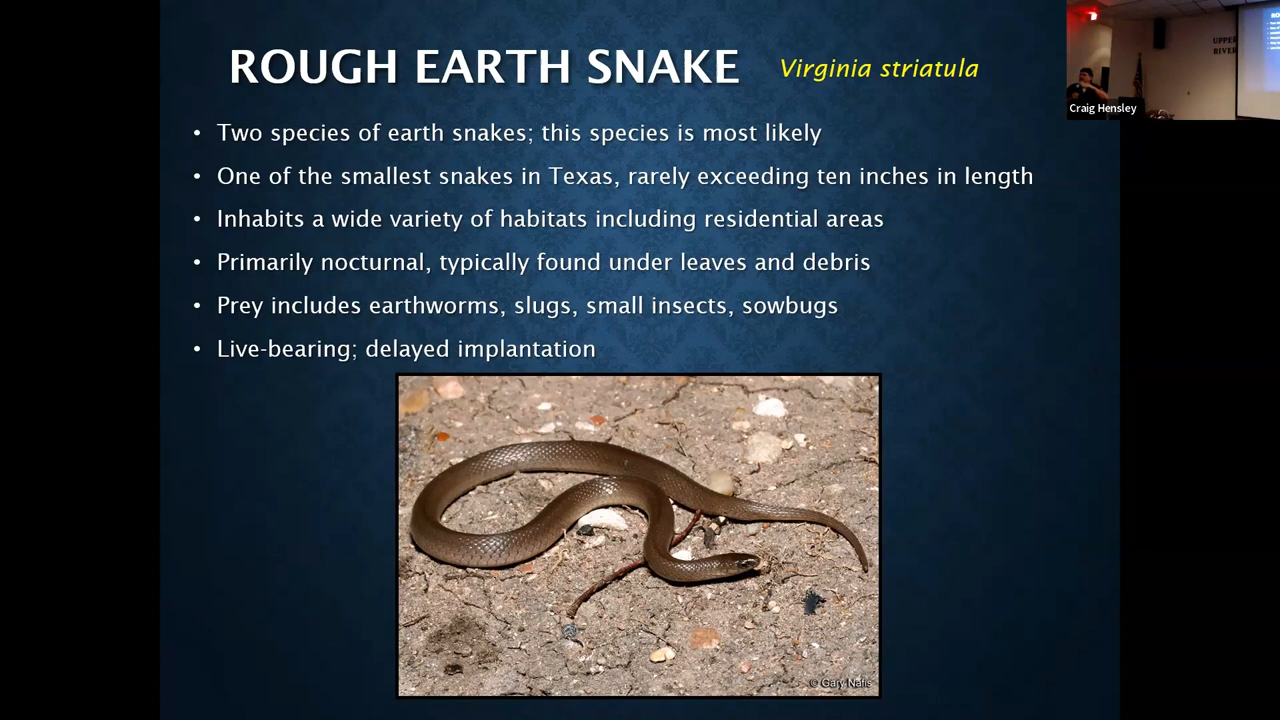 ROUGH EARTH SNAKE Virginia striatula
• Two species of earth snakes; this species is most likely
• One of the smallest snakes in Texas, rarely exceeding ten inches in length
• Inhabits a wide variety of habitats including residential areas
• Primarily nocturnal, typically found under leaves and debris
• Prey includes earthworms, slugs, small insects, sowbugs
• Live-bearing; delayed implantation
© Gary Nafis
UPPER
RIVER
Craig Hensley